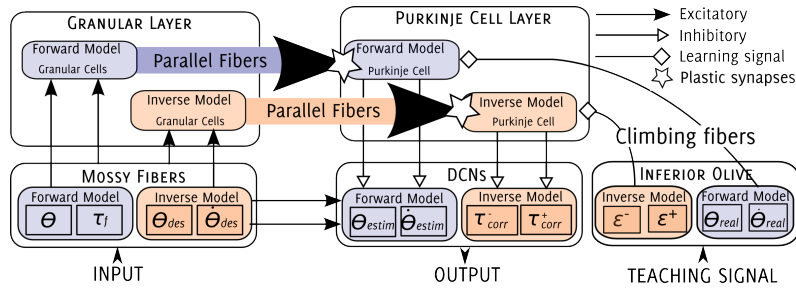 GRANULAR LAYER
Forward Model
Granular Cells
Parallel Fibers
Inverse Model
Granular Cells
Parallel Fibers
PURKINJE CELL LAYER
Forward Model
Purkinje Cell
Inverse Model
Purkinje Cell
Excitatory
Inhibitory
Learning signal
Plastic synapses
Climbing fibers
MOSSY FIBERS
Forward Model
Θ τf
Inverse Model
Θdes Θ̇des
INPUT
DCNS
Forward Model
Θestim Θ̇estim
Inverse Model
τ-corr τ+corr
OUTPUT
INFERIOR OLIVE
Inverse Model
ε- ε+
Forward Model
Θreal Θ̇real
TEACHING SIGNAL